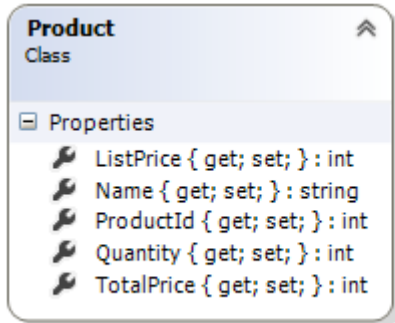 Product
Class
Properties
ListPrice { get; set; } : int
Name { get; set; } : string
ProductId { get; set; } : int
Quantity { get; set; } : int
TotalPrice { get; set; } : int